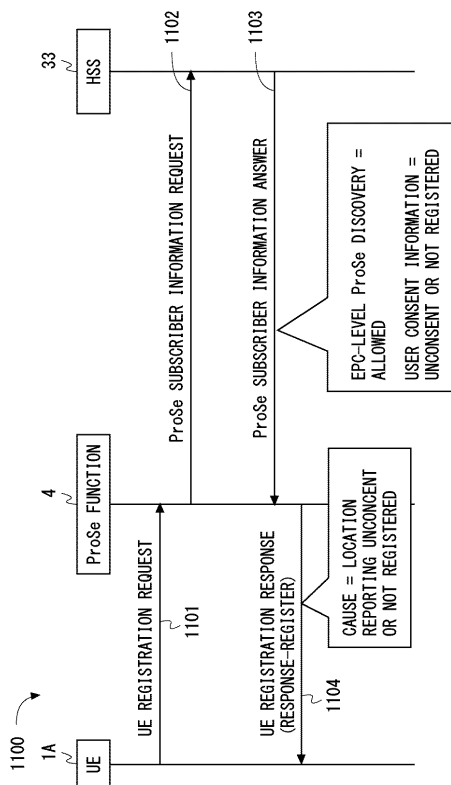 1100
1A
UE
4
ProSe FUNCTION
33
HSS
UE REGISTRATION REQUEST
1101
ProSe SUBSCRIBER INFORMATION REQUEST
1102
ProSe SUBSCRIBER INFORMATION ANSWER
1103
EPC-LEVEL ProSe DISCOVERY =
ALLOWED
USER CONSENT INFORMATION =
UNCONSENT OR NOT REGISTERED
UE REGISTRATION RESPONSE
(RESPONSE-REGISTER)
1104
CAUSE = LOCATION
REPORTING UNCONCENT
OR NOT REGISTERED